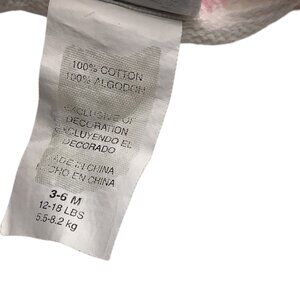 100% COTTON
100% ALGODON
EXCLUSIVE OF
DECORATION
EXCLUYENDO EL
DECORADO
MADE IN CHINA
HECHO EN CHINA
3-6 M
12-18 LBS
5.5-8.2 kg